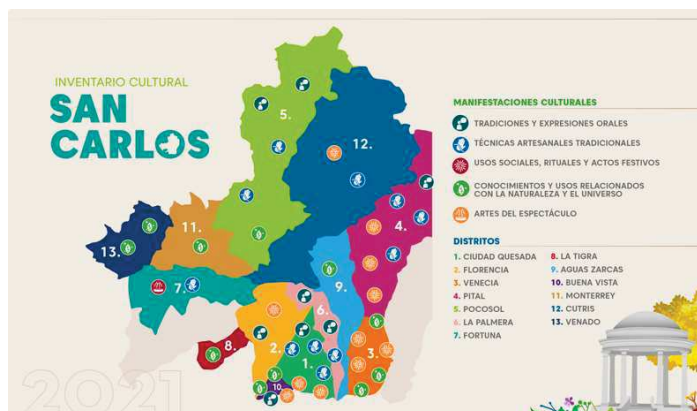 INVENTARIO CULTURAL
SAN
CARLOS
5.
12.
4.
11.
13.
7.
9.
6.
8.
2.
3.
1.
10.
2021
MANIFESTACIONES CULTURALES
TRADICIONES Y EXPRESIONES ORALES
TÉCNICAS ARTESANALES TRADICIONALES
USOS SOCIALES, RITUALES Y ACTOS FESTIVOS
CONOCIMIENTOS Y USOS RELACIONADOS
CON LA NATURALEZA Y EL UNIVERSO
ARTES DEL ESPECTÁCULO
DISTRITOS
1. CIUDAD QUESADA
2. FLORENCIA
3. VENECIA
4. PITAL
5. POCOSOL
6. LA PALMERA
7. FORTUNA
8. LA TIGRA
9. AGUAS ZARCAS
10. BUENA VISTA
11. MONTERREY
12. CUTRIS
13. VENADO